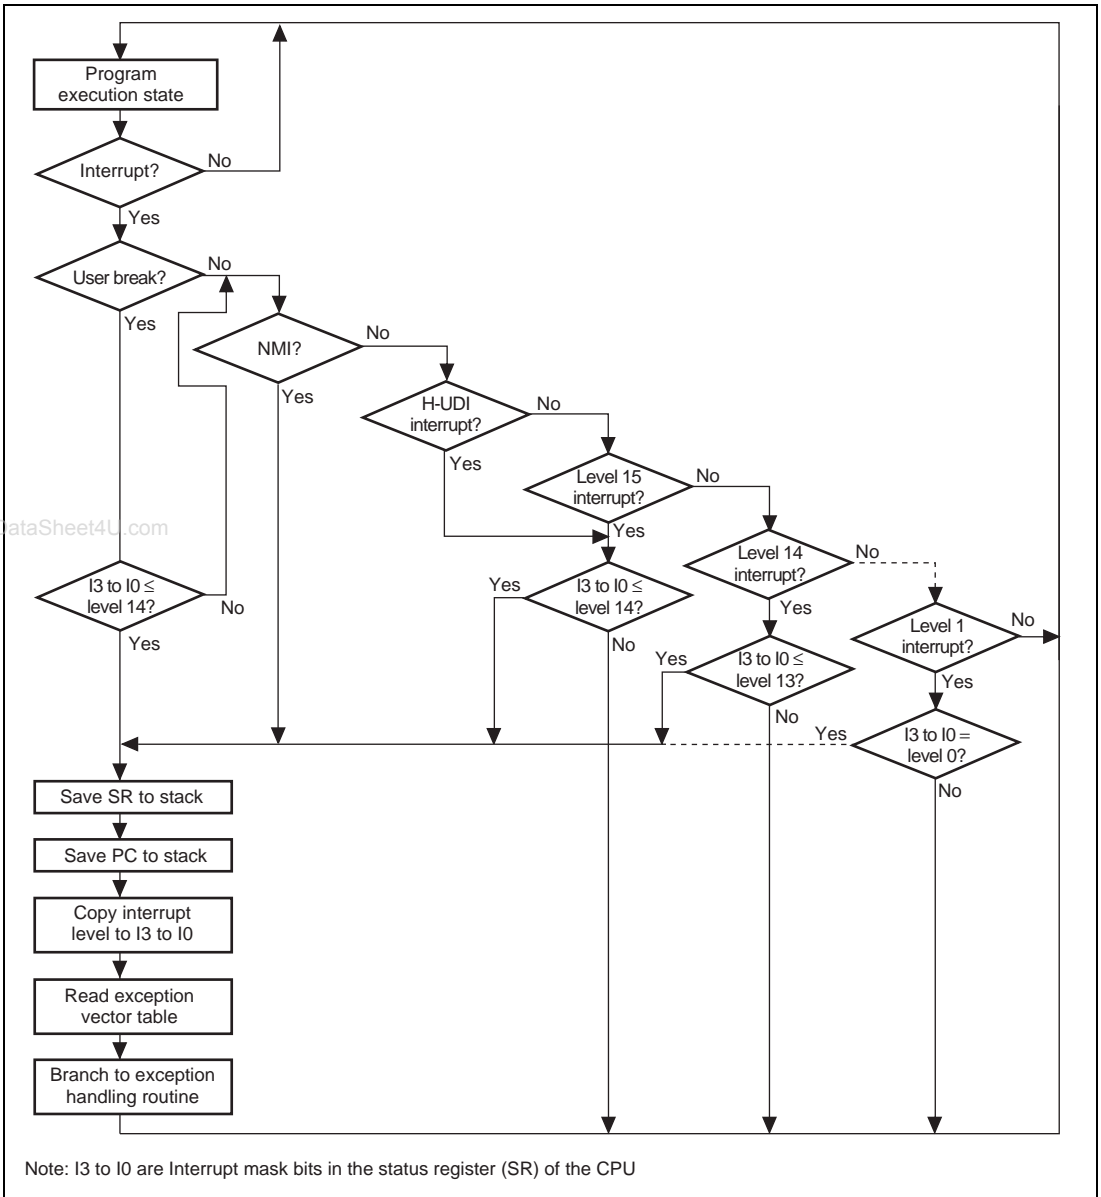 Program
execution state
Interrupt?
No
Yes
User break?
No
Yes
NMI?
No
Yes
H-UDI
interrupt?
No
Yes
Level 15
interrupt?
No
Yes
Level 14
interrupt?
No
Yes
Level 1
interrupt?
No
Yes
I3 to I0 ≤
level 14?
No
Yes
I3 to I0 ≤
level 14?
Yes
No
I3 to I0 ≤
level 13?
Yes
No
I3 to I0 =
level 0?
Yes
No
Save SR to stack
Save PC to stack
Copy interrupt
level to I3 to I0
Read exception
vector table
Branch to exception
handling routine
Note: I3 to I0 are Interrupt mask bits in the status register (SR) of the CPU
ataSheet4U.com